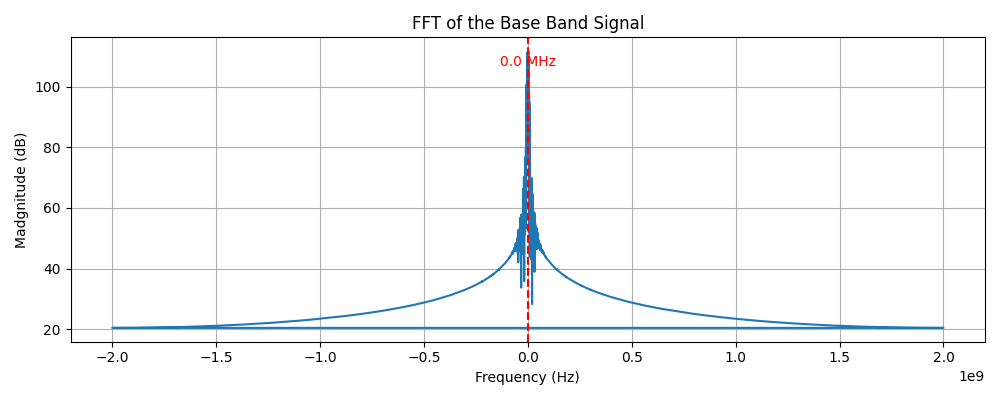 FFT of the Base Band Signal
0.0 MHz
Madgnitude (dB)
100
80
60
40
20
−2.0 −1.5 −1.0 −0.5 0.0 0.5 1.0 1.5 2.0
1e9
Frequency (Hz)